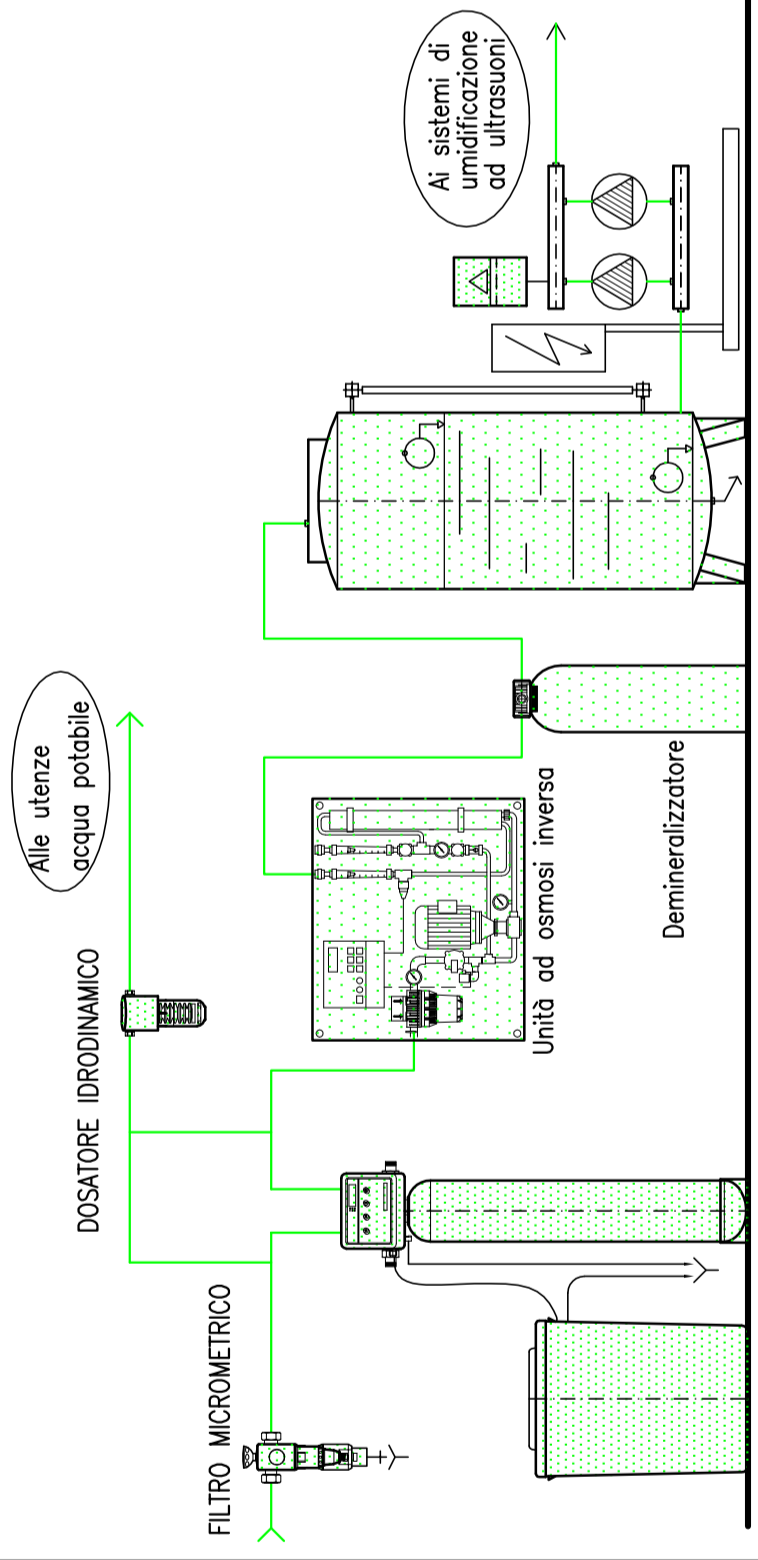 FILTRO MICROMETRICO
DOSATORE IDRODINAMICO
Alle utenze
acqua potabile
Unità ad osmosi inversa
Demineralizzatore
Ai sistemi di
umidificazione
ad ultrasuoni